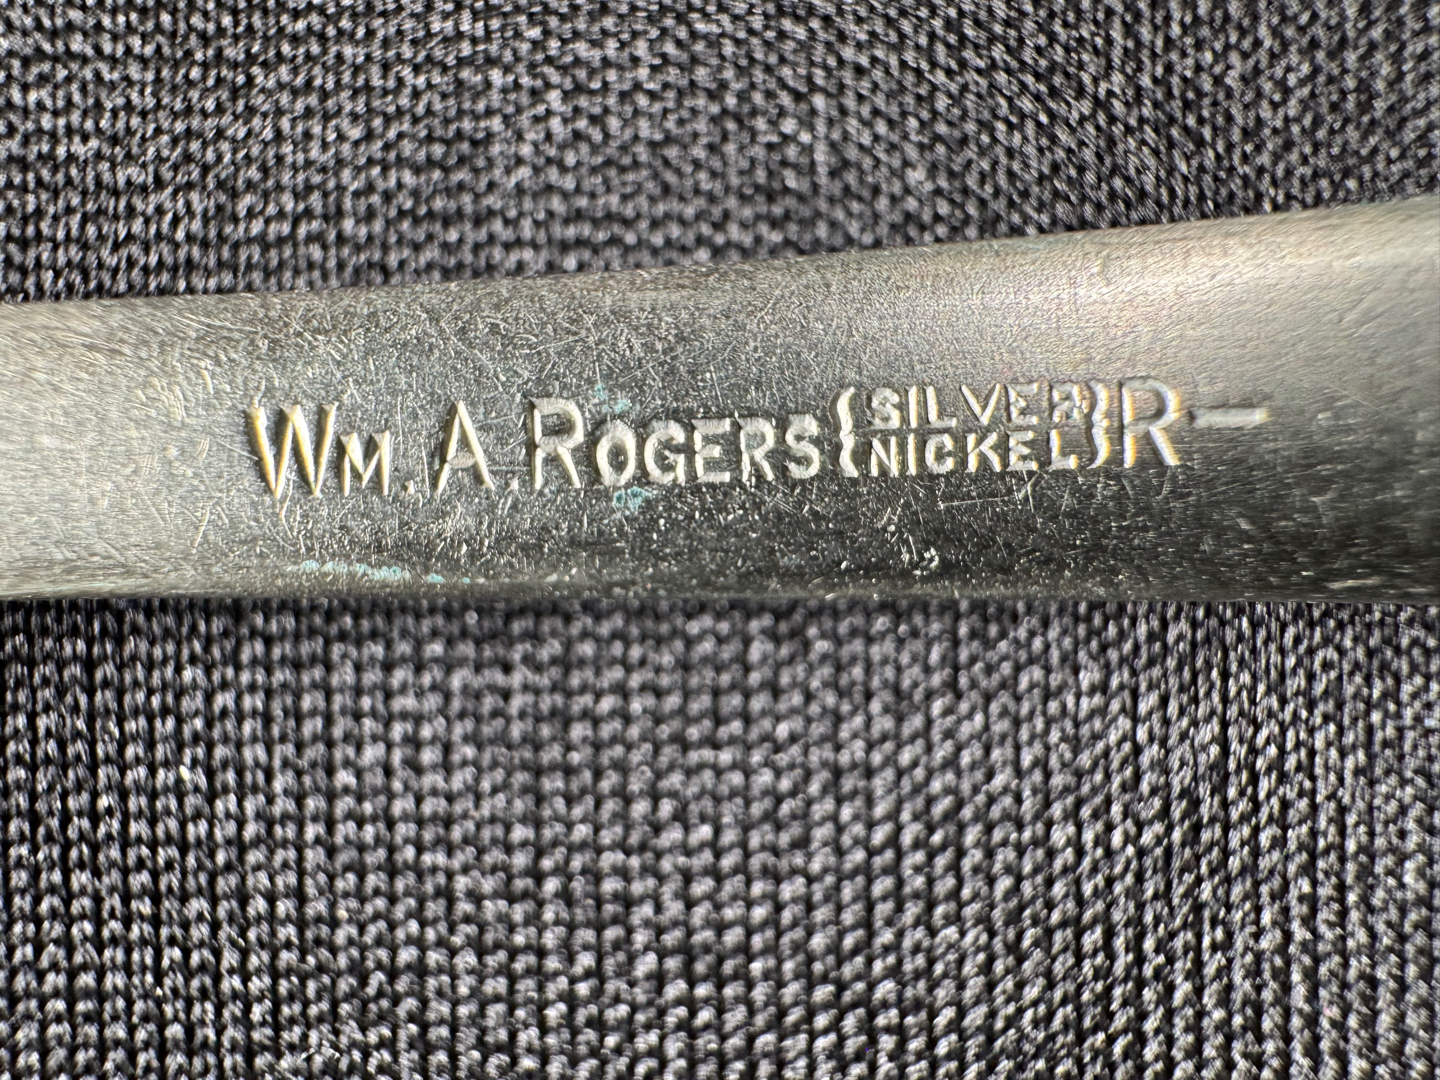 WM. A. ROGERS { SILVER NICKEL } R -